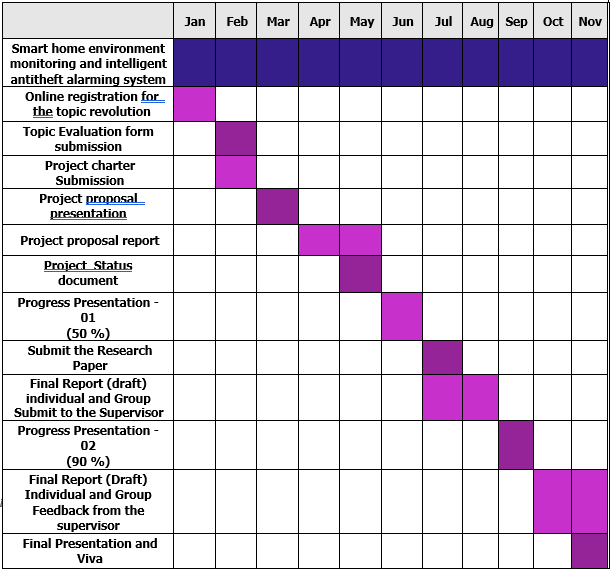 Jan Feb Mar Apr May Jun Jul Aug Sep Oct Nov
Smart home environment
monitoring and intelligent
antitheft alarming system
Online registration for
the topic revolution
Topic Evaluation form
submission
Project charter
Submission
Project proposal
presentation
Project proposal report
Project Status
document
Progress Presentation -
01
(50 %)
Submit the Research
Paper
Final Report (draft)
individual and Group
Submit to the Supervisor
Progress Presentation -
02
(90 %)
Final Report (Draft)
Individual and Group
Feedback from the
supervisor
Final Presentation and
Viva